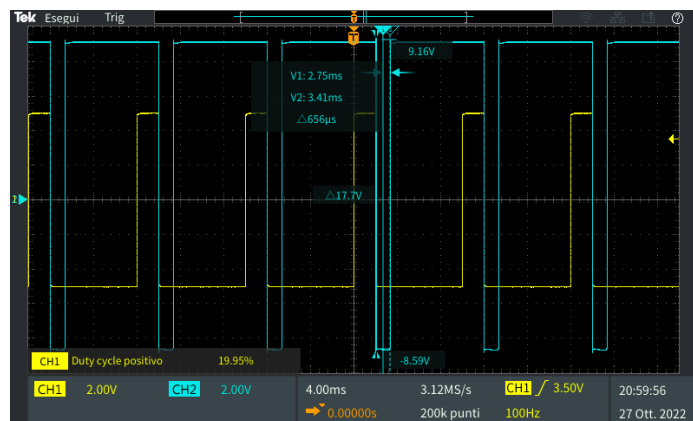 Tek Esegui Trig
T
T
9.16V
V1: 2.75ms
V2: 3.41ms
△656μs
△17.7V
CH1 Duty cycle positivo 19.95%
-8.59V
CH1 2.00V CH2 2.00V 4.00ms 3.12MS/s CH1 3.50V 20:59:56
0.00000s 200k punti 100Hz 27 Ott. 2022